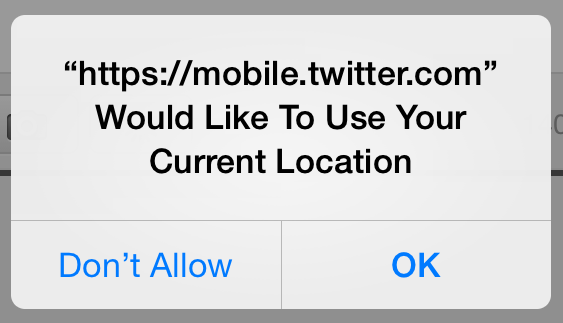 “https://mobile.twitter.com”
Would Like To Use Your
Current Location
Don’t Allow
OK